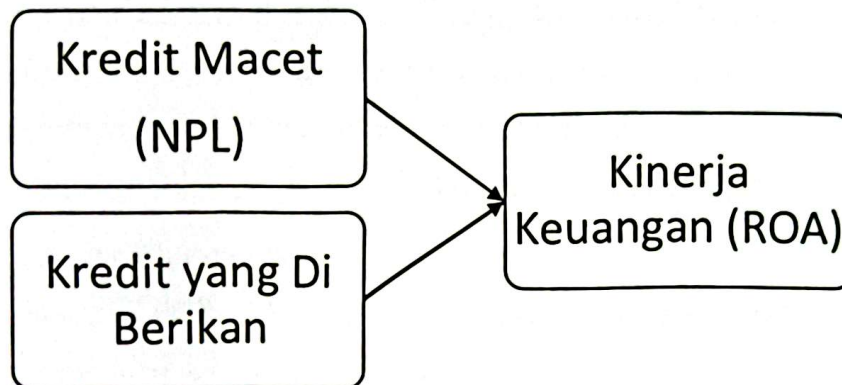 Kredit Macet
(NPL)
Kredit yang Di
Berikan
Kinerja
Keuangan (ROA)